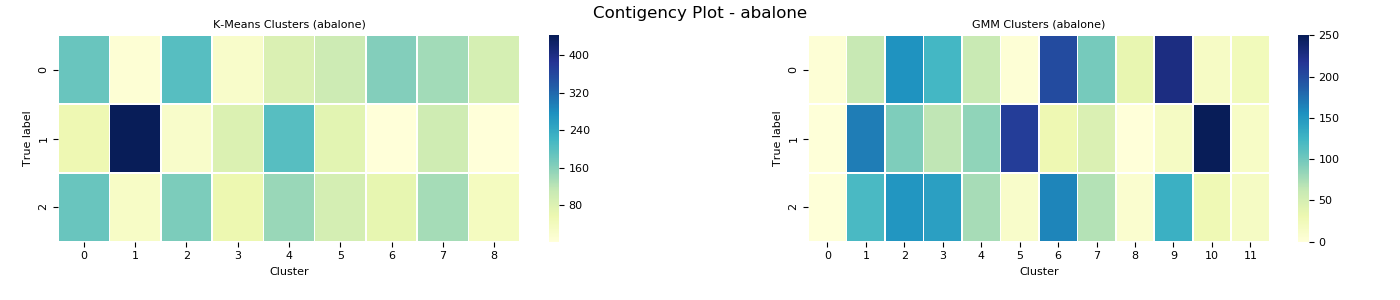 Contigency Plot - abalone
K-Means Clusters (abalone)
True label
0
1
2
0 1 2 3 4 5 6 7 8
Cluster
400
320
240
160
80
GMM Clusters (abalone)
True label
0
1
2
0 1 2 3 4 5 6 7 8 9 10 11
Cluster
250
200
150
100
50
0